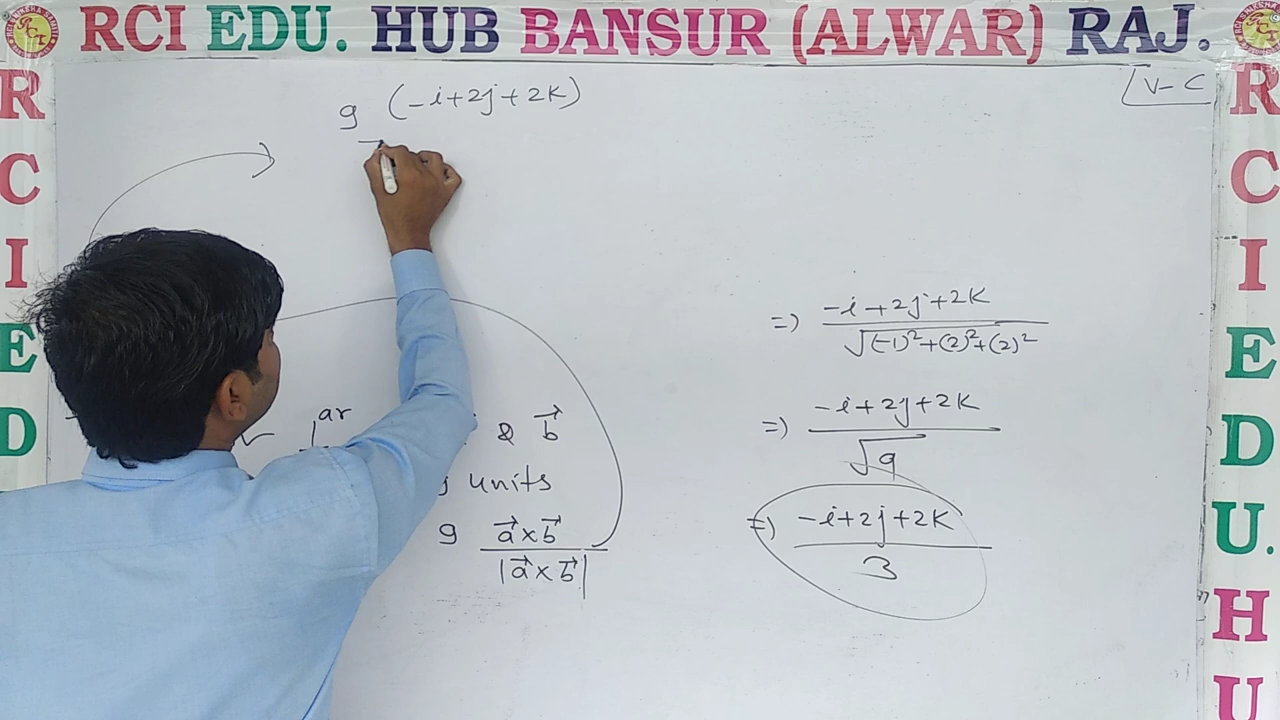 RCI EDU. HUB BANSUR (ALWAR) RAJ.
R
C
I
E
D
V-C
9 (-i+2j+2K)
ar
& b⃗
units
9 a⃗×b⃗
|a⃗×b⃗|
=) -i+2j+2K
√(-1)²+(2)²+(2)²
=) -i+2j+2K
√9
=) -i+2j+2K
3
R
C
I
E
D
U.
H
U